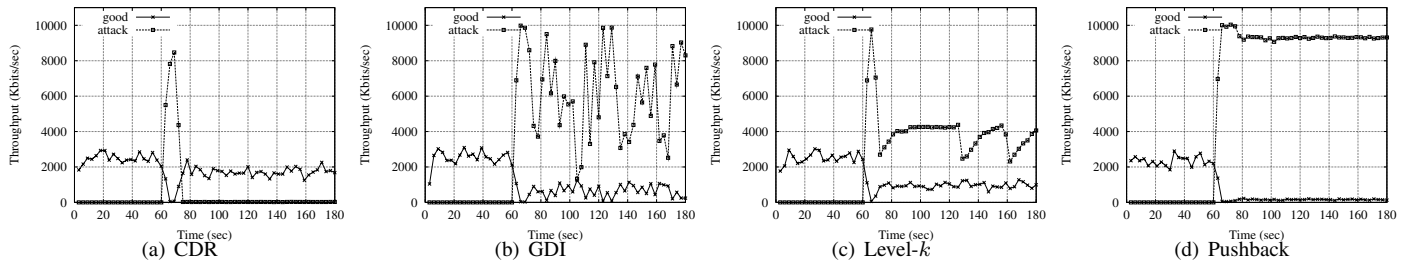 good
attack
Throughput (Kbits/sec)
10000
8000
6000
4000
2000
0
0 20 40 60 80 100 120 140 160 180
Time (sec)
(a) CDR
good
attack
Throughput (Kbits/sec)
10000
8000
6000
4000
2000
0
0 20 40 60 80 100 120 140 160 180
Time (sec)
(b) GDI
good
attack
Throughput (Kbits/sec)
10000
8000
6000
4000
2000
0
0 20 40 60 80 100 120 140 160 180
Time (sec)
(c) Level-k
good
attack
Throughput (Kbits/sec)
10000
8000
6000
4000
2000
0
0 20 40 60 80 100 120 140 160 180
Time (sec)
(d) Pushback